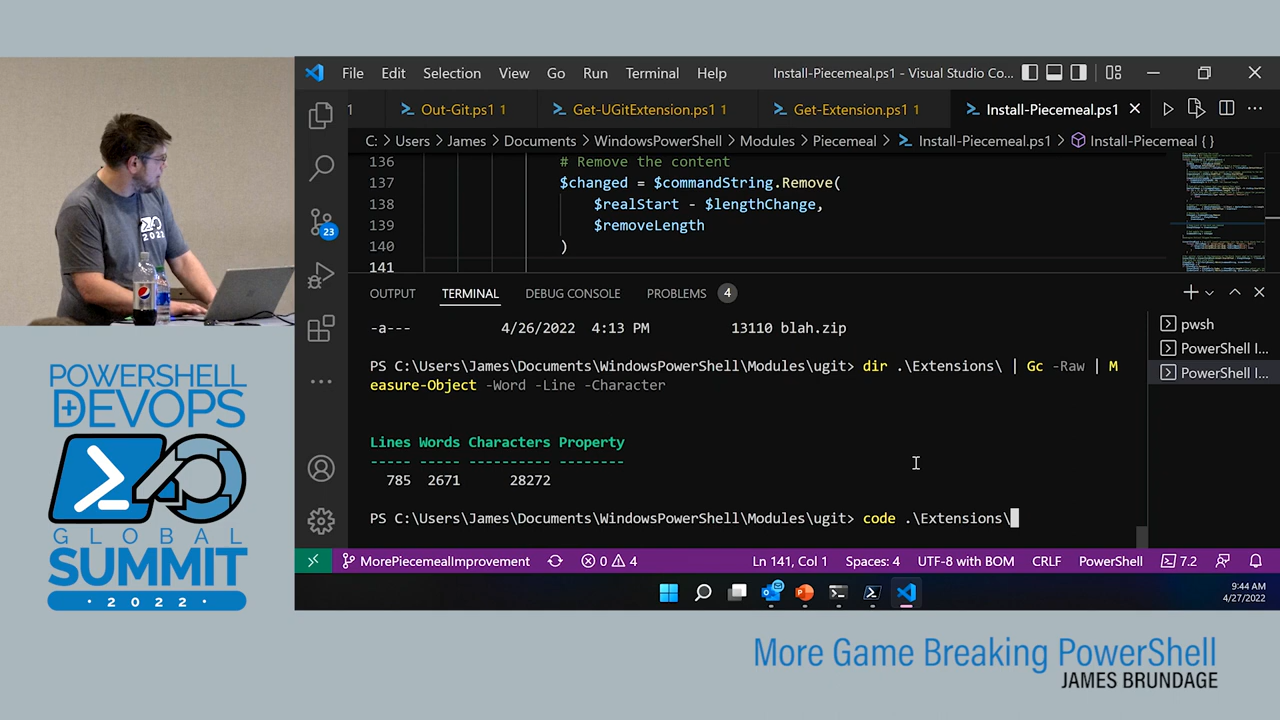 File Edit Selection View Go Run Terminal Help Install-Piecemeal.ps1 - Visual Studio Co...
1 Out-Git.ps1 1 Get-UGitExtension.ps1 1 Get-Extension.ps1 1 Install-Piecemeal.ps1
C: > Users > James > Documents > WindowsPowerShell > Modules > Piecemeal > Install-Piecemeal.ps1 > Install-Piecemeal { }
136 # Remove the content
137 $changed = $commandString.Remove(
138 $realStart - $lengthChange,
139 $removeLength
140 )
141
OUTPUT TERMINAL DEBUG CONSOLE PROBLEMS 4
-a--- 4/26/2022 4:13 PM 13110 blah.zip
PS C:\Users\James\Documents\WindowsPowerShell\Modules\ugit> dir .\Extensions\ | Gc -Raw | M
easure-Object -Word -Line -Character
Lines Words Characters Property
----- ----- ---------- --------
785 2671 28272
PS C:\Users\James\Documents\WindowsPowerShell\Modules\ugit> code .\Extensions\
pwsh
PowerShell I...
PowerShell I...
23
MorePiecemealImprovement 0 4 Ln 141, Col 1 Spaces: 4 UTF-8 with BOM CRLF PowerShell 7.2
9:44 AM
4/27/2022
2022
POWERSHELL
+DEVOPS
GLOBAL
SUMMIT
· 2022 ·
More Game Breaking PowerShell
JAMES BRUNDAGE